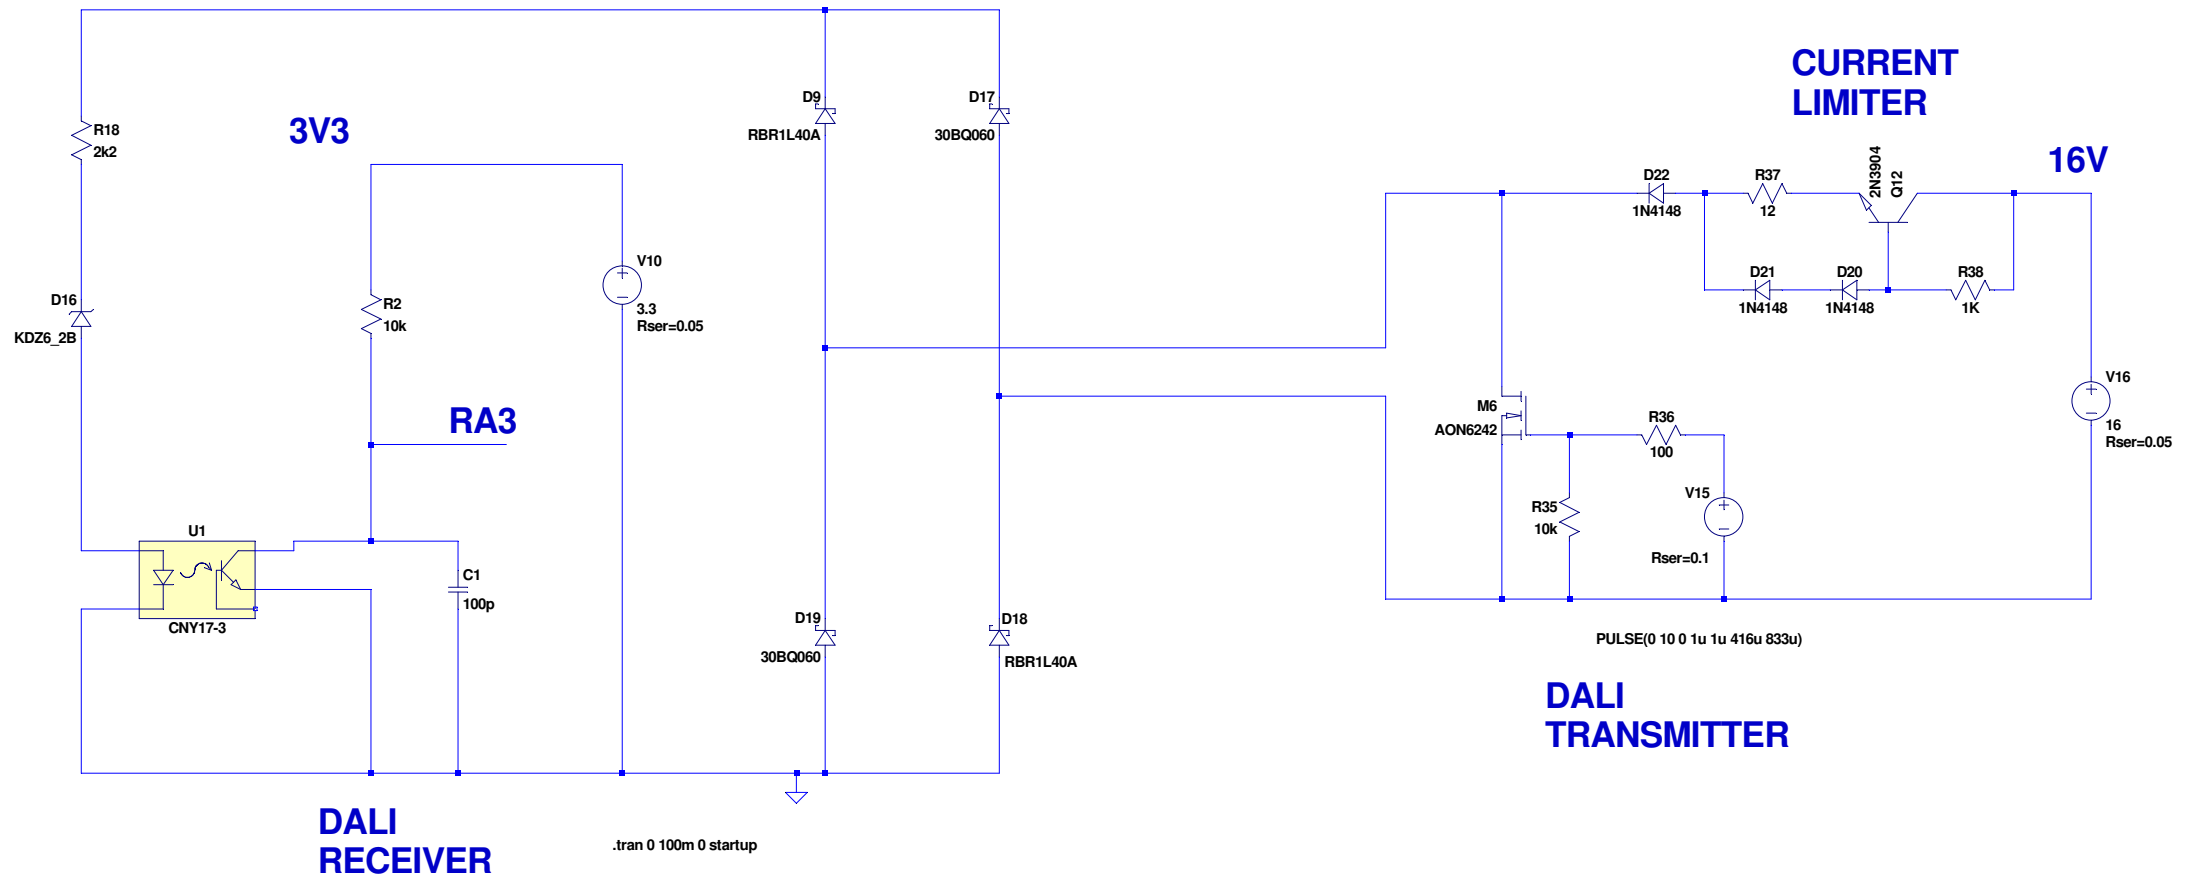 CURRENT
LIMITER
16V
3V3
R18
2k2
D9
RBR1L40A
D17
30BQ060
D22
1N4148
R37
12
2N3904
Q12
D21
1N4148
D20
1N4148
R38
1K
V10
3.3
Rser=0.05
D16
KDZ6_2B
R2
10k
RA3
M6
AON6242
R36
100
V16
16
Rser=0.05
R35
10k
V15
Rser=0.1
U1
CNY17-3
C1
100p
D19
30BQ060
D18
RBR1L40A
PULSE(0 10 0 1u 1u 416u 833u)
DALI
TRANSMITTER
DALI
RECEIVER
.tran 0 100m 0 startup